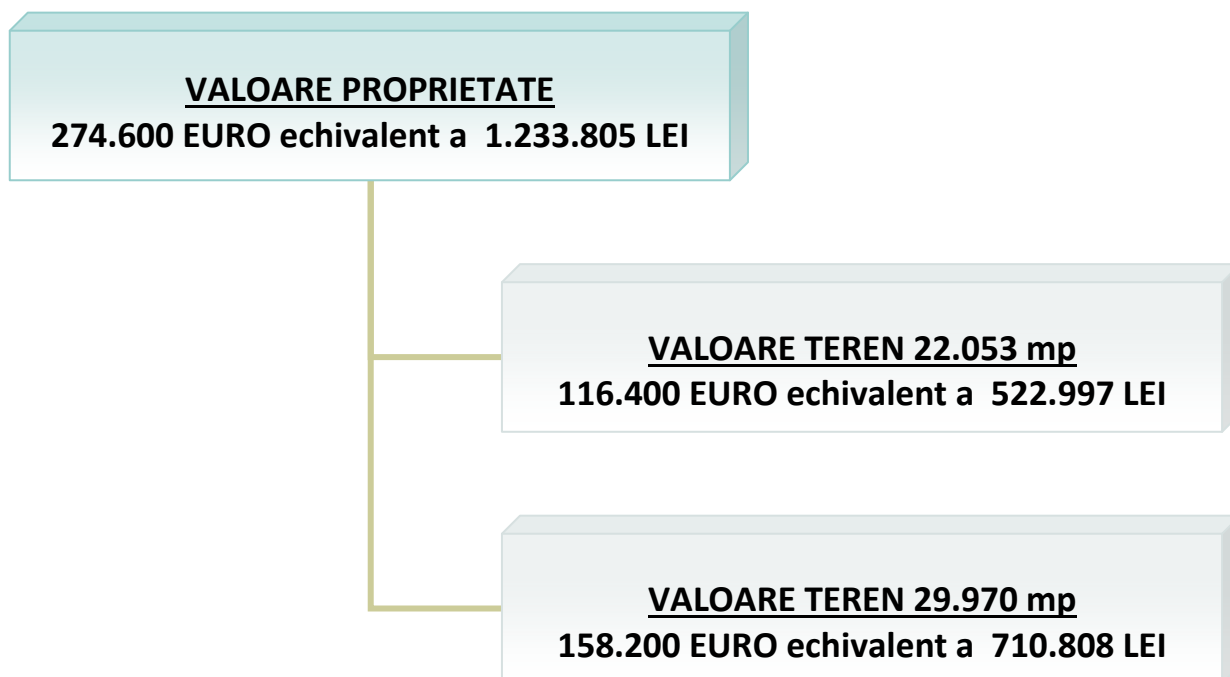 VALOARE PROPRIETATE
274.600 EURO echivalent a 1.233.805 LEI
VALOARE TEREN 22.053 mp
116.400 EURO echivalent a 522.997 LEI
VALOARE TEREN 29.970 mp
158.200 EURO echivalent a 710.808 LEI